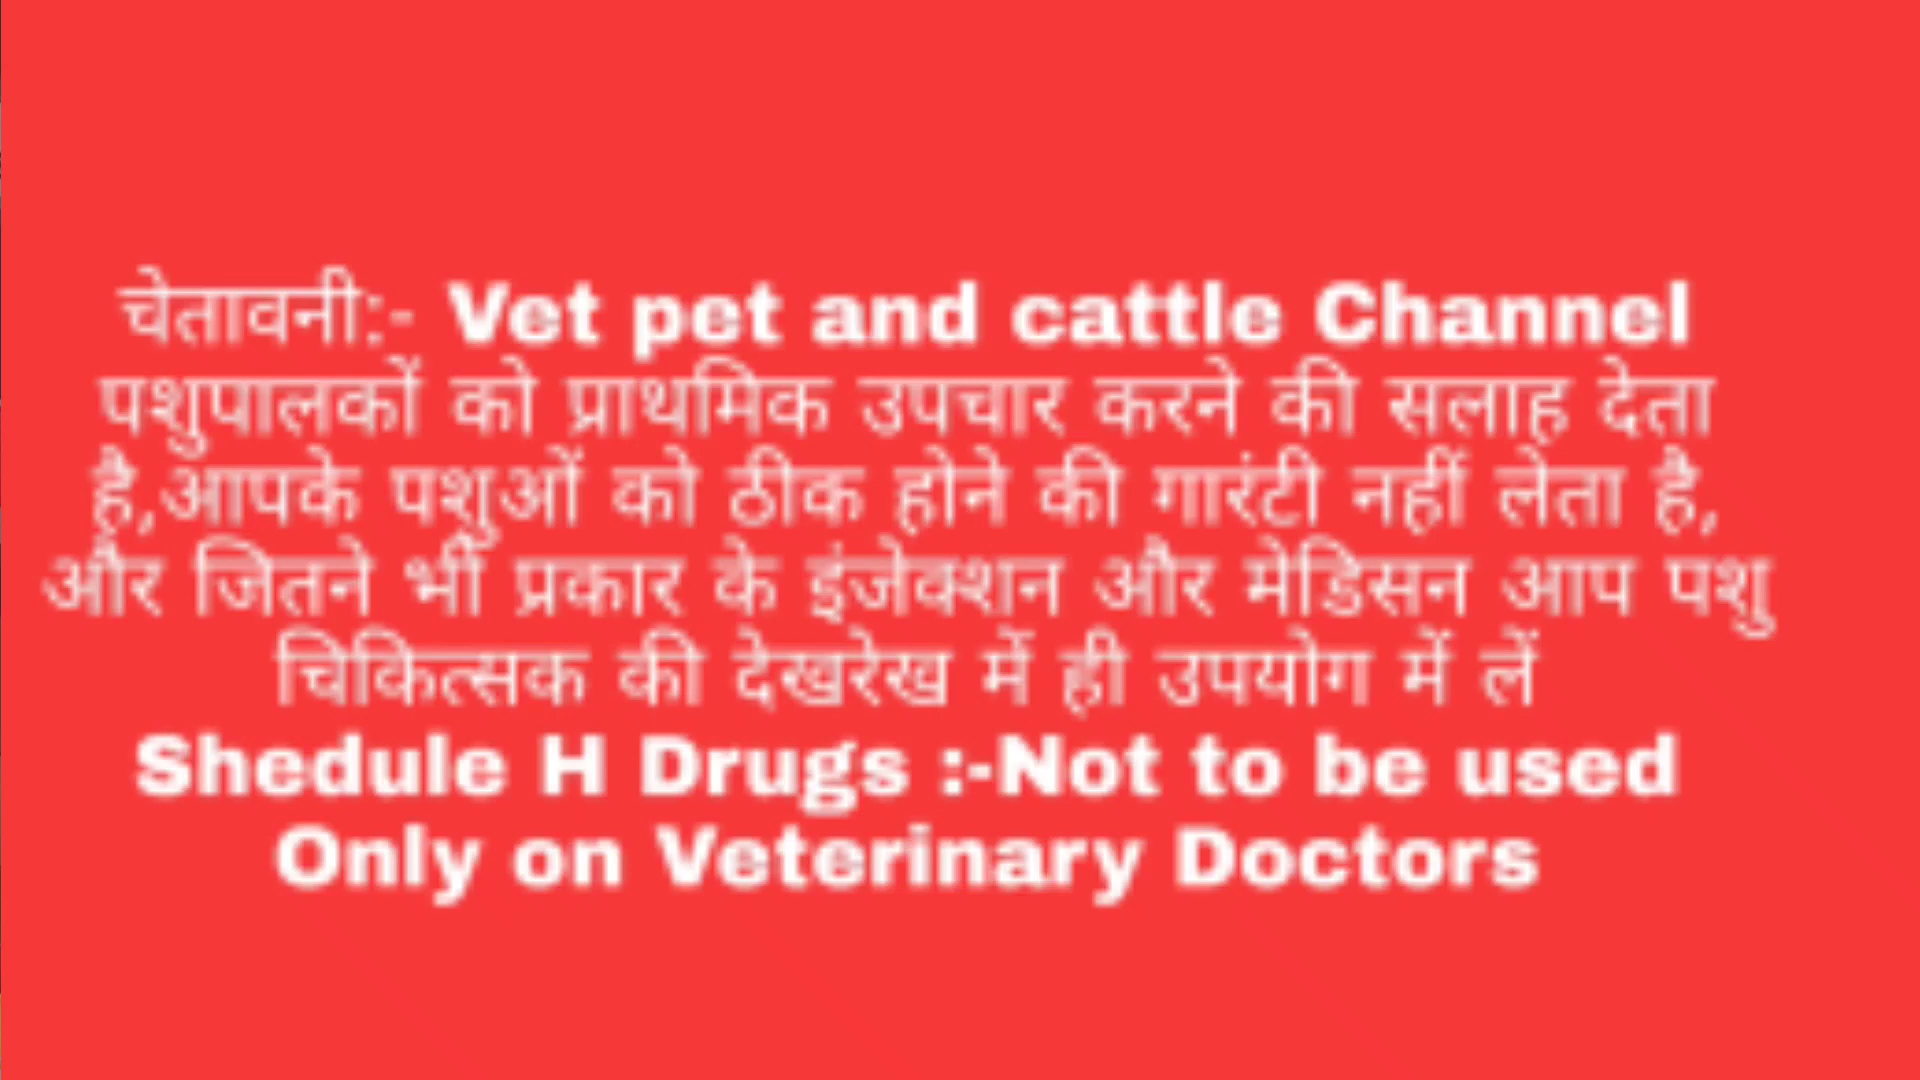 चेतावनी:- Vet pet and cattle Channel
पशुपालकों को प्राथमिक उपचार करने की सलाह देता
है,आपके पशुओं को ठीक होने की गारंटी नहीं लेता है,
और जितने भी प्रकार के इंजेक्शन और मेडिसन आप पशु
चिकित्सक की देखरेख में ही उपयोग में लें
Shedule H Drugs :-Not to be used
Only on Veterinary Doctors